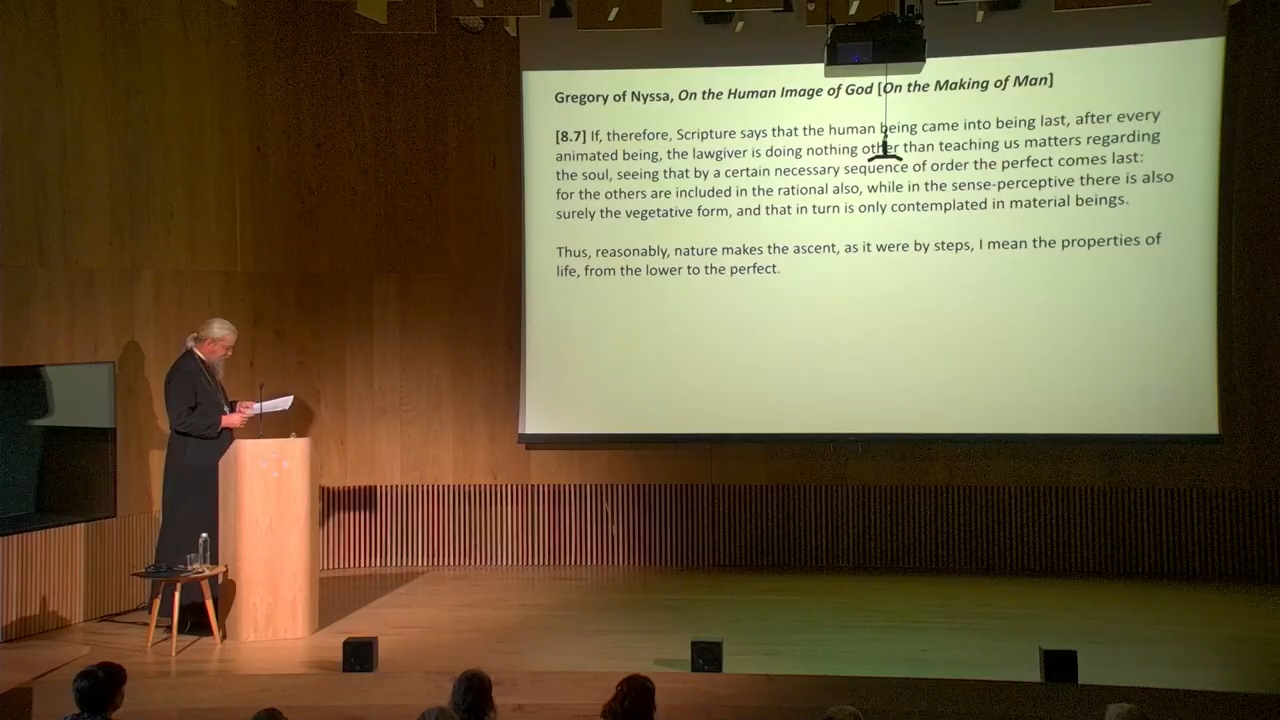 Gregory of Nyssa, On the Human Image of God [On the Making of Man]
[8.7] If, therefore, Scripture says that the human being came into being last, after every
animated being, the lawgiver is doing nothing other than teaching us matters regarding
the soul, seeing that by a certain necessary sequence of order the perfect comes last:
for the others are included in the rational also, while in the sense-perceptive there is also
surely the vegetative form, and that in turn is only contemplated in material beings.
Thus, reasonably, nature makes the ascent, as it were by steps, I mean the properties of
life, from the lower to the perfect.